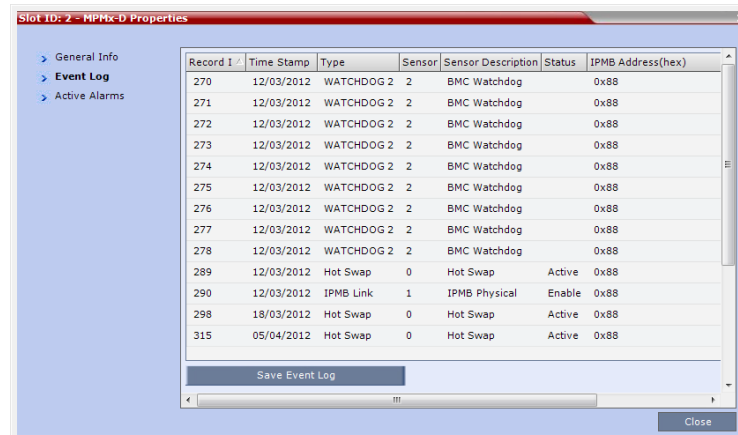 Slot ID: 2 - MPMx-D Properties
General Info
Event Log
Active Alarms
Record I Time Stamp Type Sensor Sensor Description Status IPMB Address(hex)
270 12/03/2012 WATCHDOG 2 2 BMC Watchdog 0x88
271 12/03/2012 WATCHDOG 2 2 BMC Watchdog 0x88
272 12/03/2012 WATCHDOG 2 2 BMC Watchdog 0x88
273 12/03/2012 WATCHDOG 2 2 BMC Watchdog 0x88
274 12/03/2012 WATCHDOG 2 2 BMC Watchdog 0x88
275 12/03/2012 WATCHDOG 2 2 BMC Watchdog 0x88
276 12/03/2012 WATCHDOG 2 2 BMC Watchdog 0x88
277 12/03/2012 WATCHDOG 2 2 BMC Watchdog 0x88
278 12/03/2012 WATCHDOG 2 2 BMC Watchdog 0x88
289 12/03/2012 Hot Swap 0 Hot Swap Active 0x88
290 12/03/2012 IPMB Link 1 IPMB Physical Enable 0x88
298 18/03/2012 Hot Swap 0 Hot Swap Active 0x88
315 05/04/2012 Hot Swap 0 Hot Swap Active 0x88
Save Event Log
Close